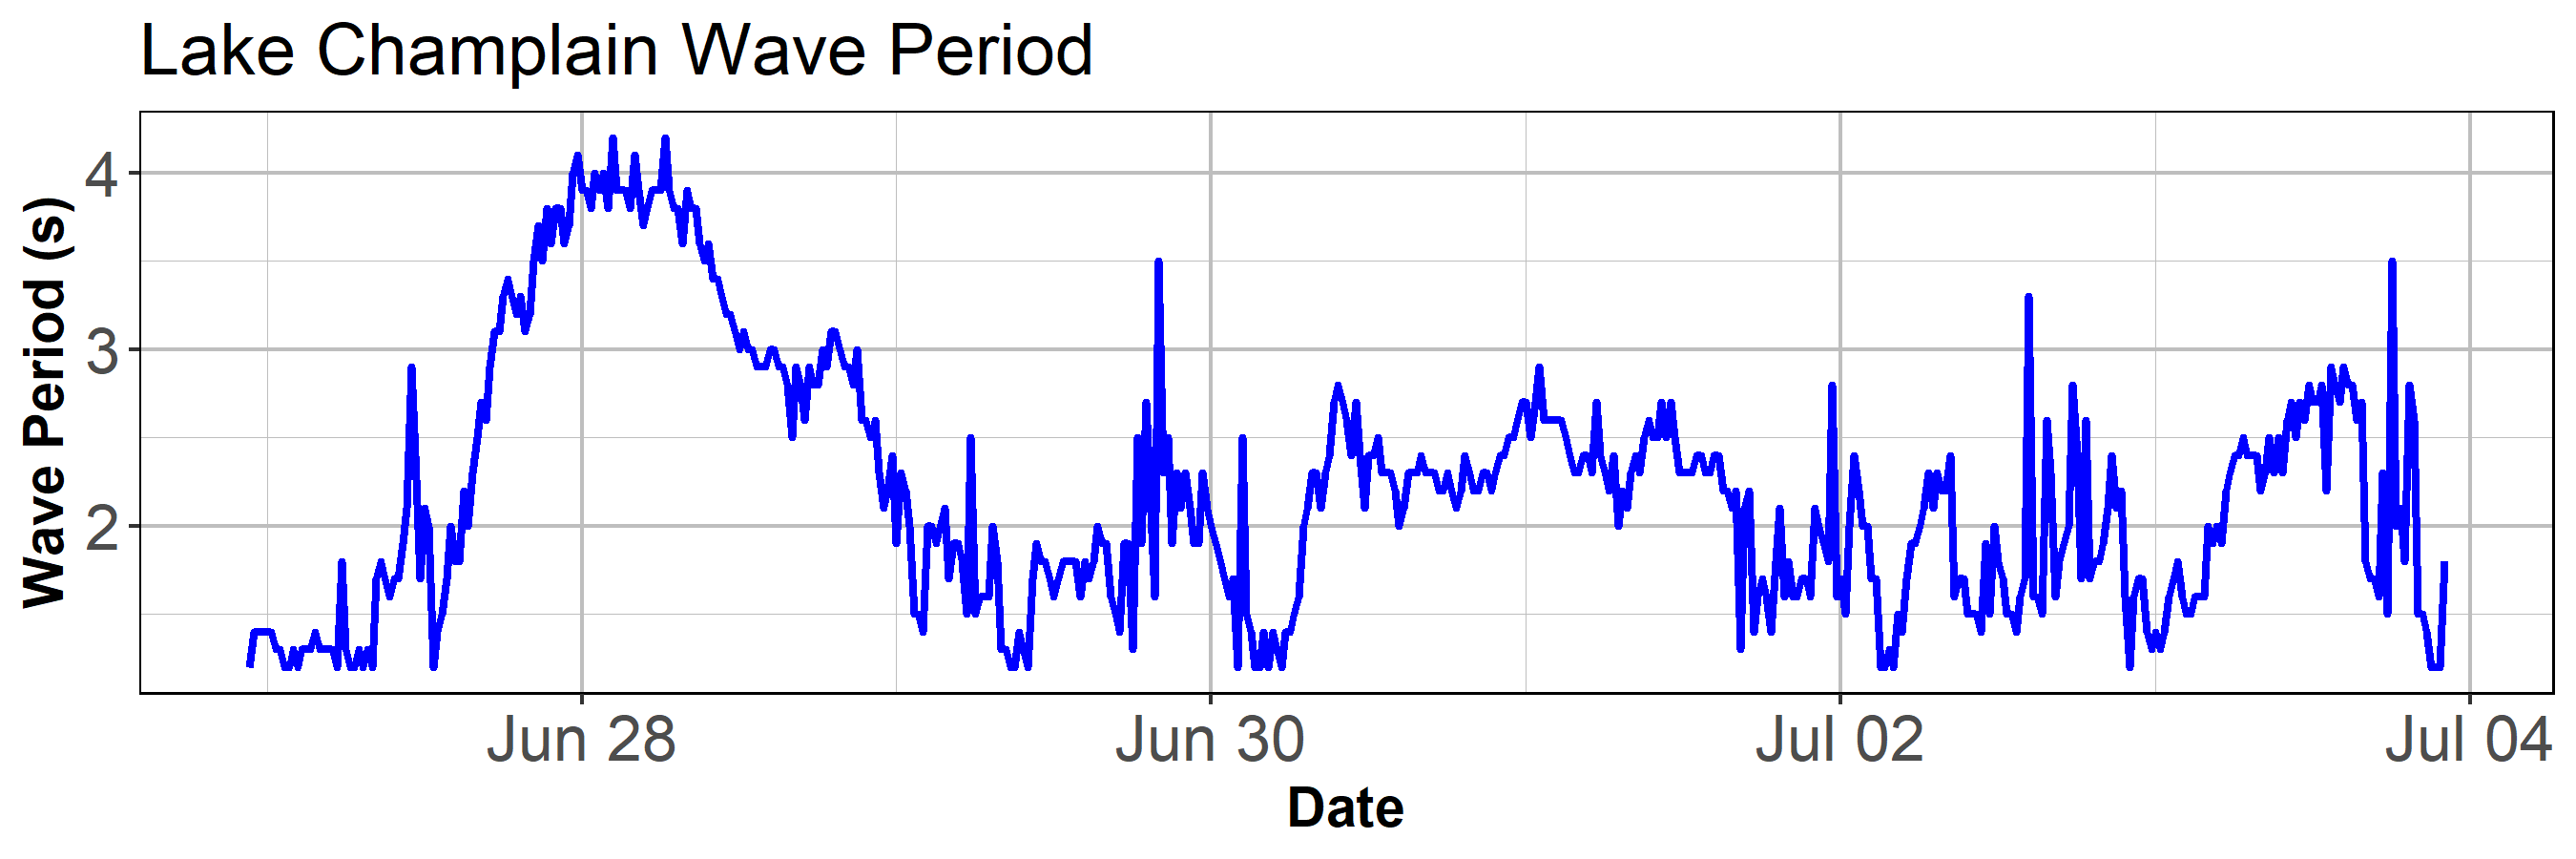 Lake Champlain Wave Period
Wave Period (s)
4
3
2
Jun 28
Jun 30
Jul 02
Jul 04
Date